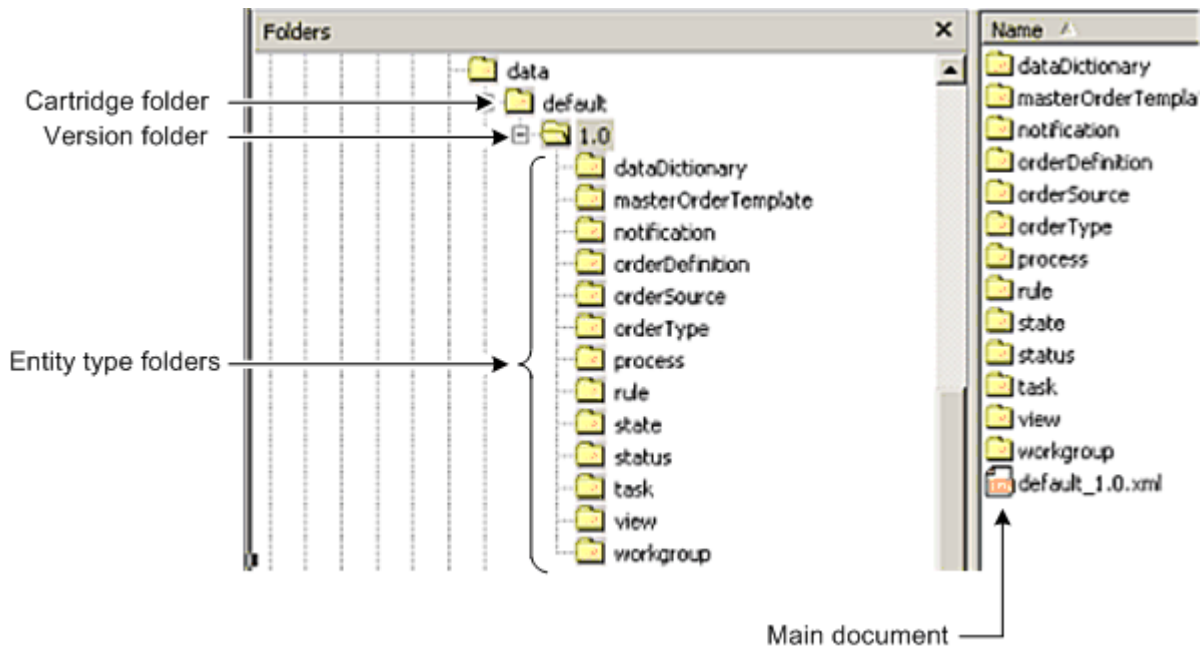 Folders
data
Cartridge folder
default
Version folder
1.0
dataDictionary
masterOrderTemplate
notification
orderDefinition
orderSource
orderType
Entity type folders
process
rule
state
status
task
view
workgroup
Name
dataDictionary
masterOrderTempla
notification
orderDefinition
orderSource
orderType
process
rule
state
status
task
view
workgroup
default_1.0.xml
Main document